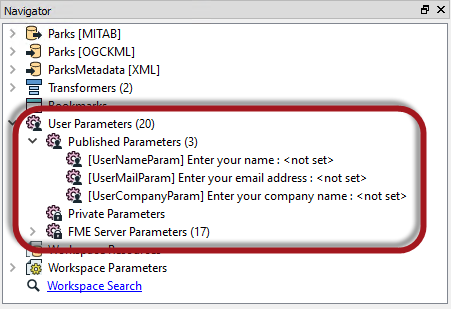 Navigator
Parks [MITAB]
Parks [OGCKML]
ParksMetadata [XML]
Transformers (2)
Bookmarks
User Parameters (20)
Published Parameters (3)
[UserNameParam] Enter your name : <not set>
[UserMailParam] Enter your email address : <not set>
[UserCompanyParam] Enter your company name : <not set>
Private Parameters
FME Server Parameters (17)
Workspace Resources
Workspace Parameters
Workspace Search